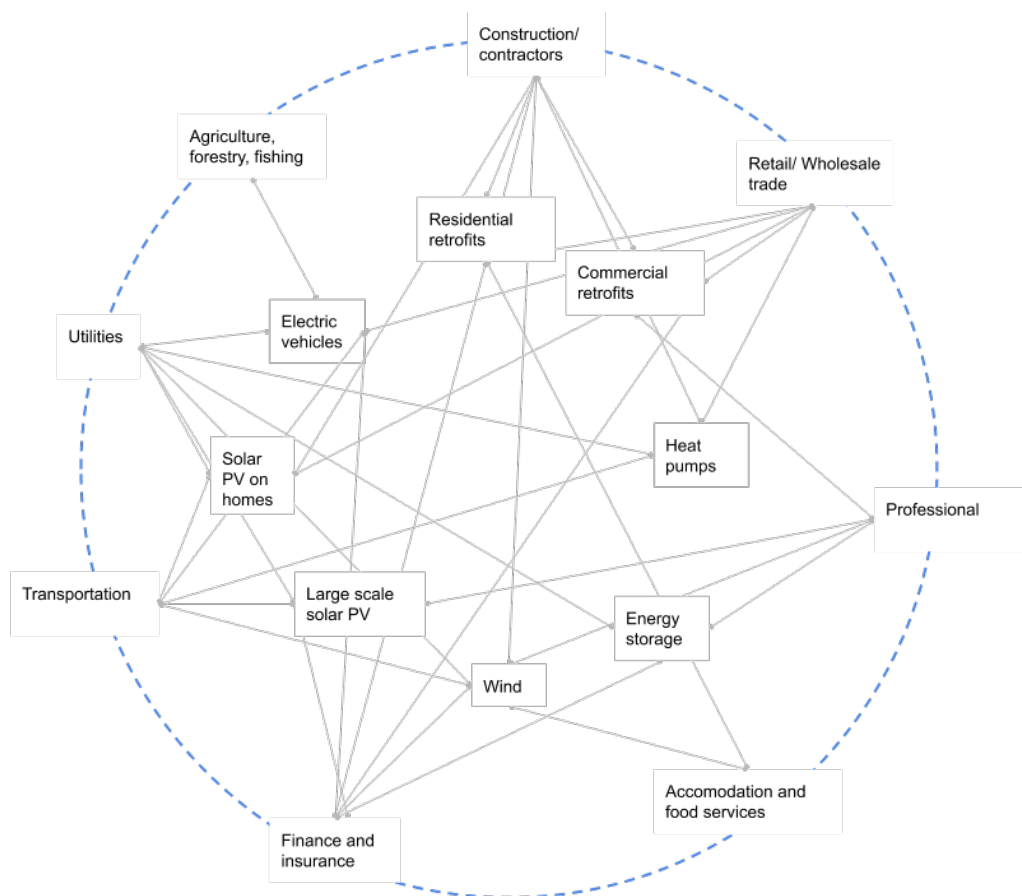 Construction/
contractors
Agriculture,
forestry, fishing
Retail/ Wholesale
trade
Residential
retrofits
Commercial
retrofits
Utilities
Electric
vehicles
Solar
PV on
homes
Heat
pumps
Professional
Transportation
Large scale
solar PV
Energy
storage
Wind
Accomodation and
food services
Finance and
insurance